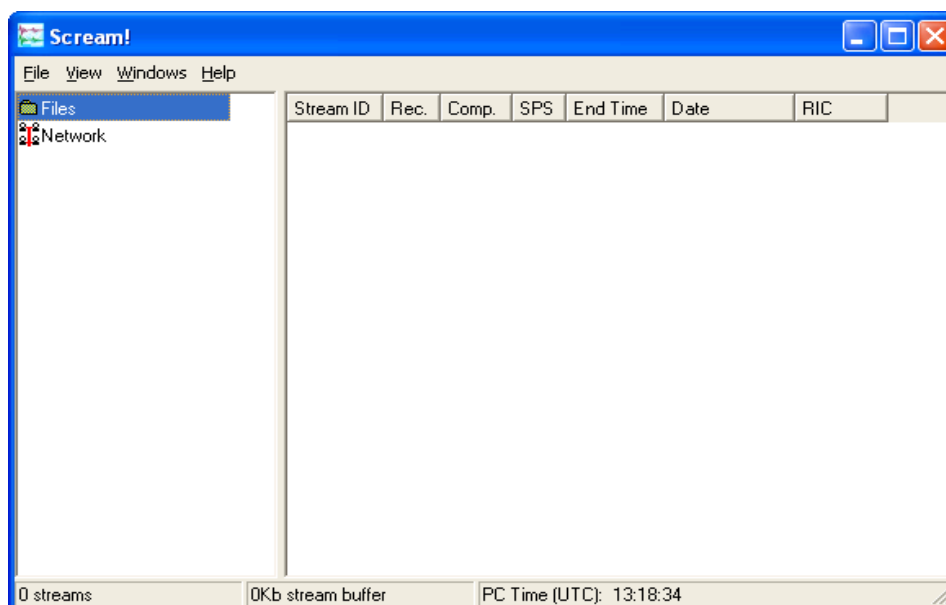 Scream!
File View Windows Help
Files
Network
Stream ID Rec. Comp. SPS End Time Date RIC
0 streams 0Kb stream buffer PC Time (UTC): 13:18:34